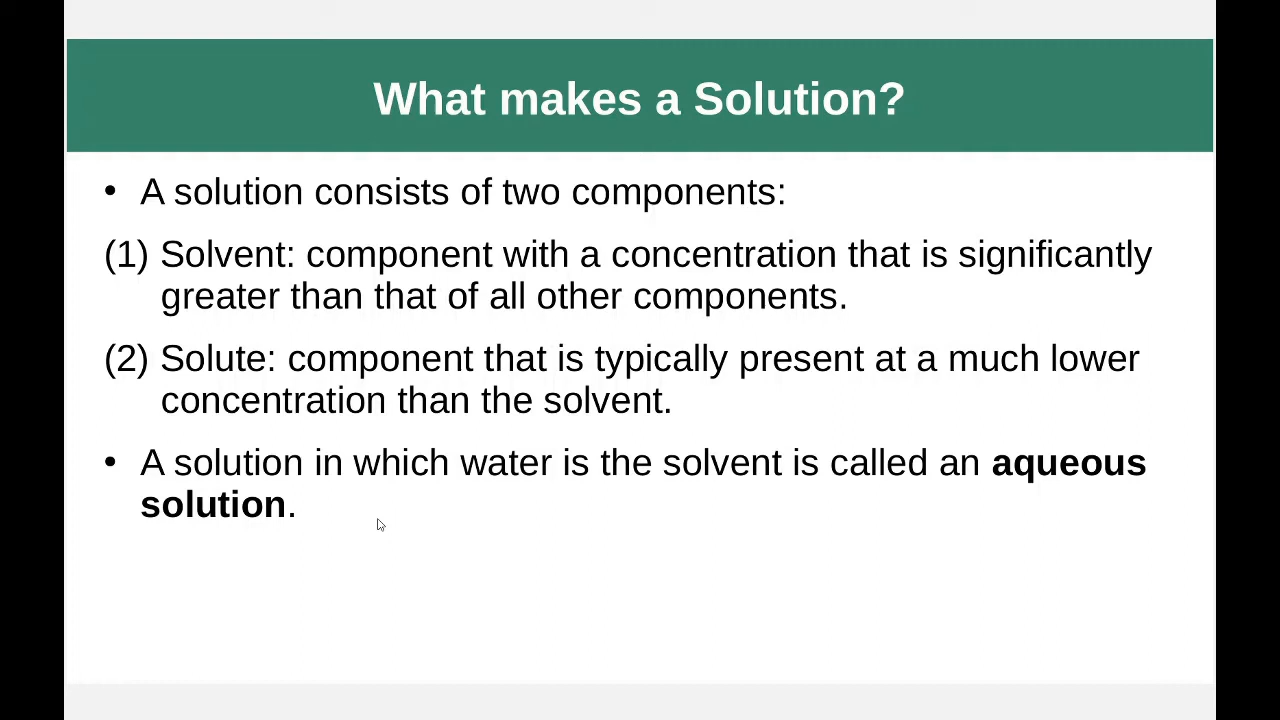 What makes a Solution?
• A solution consists of two components:
(1) Solvent: component with a concentration that is significantly
greater than that of all other components.
(2) Solute: component that is typically present at a much lower
concentration than the solvent.
• A solution in which water is the solvent is called an aqueous
solution.